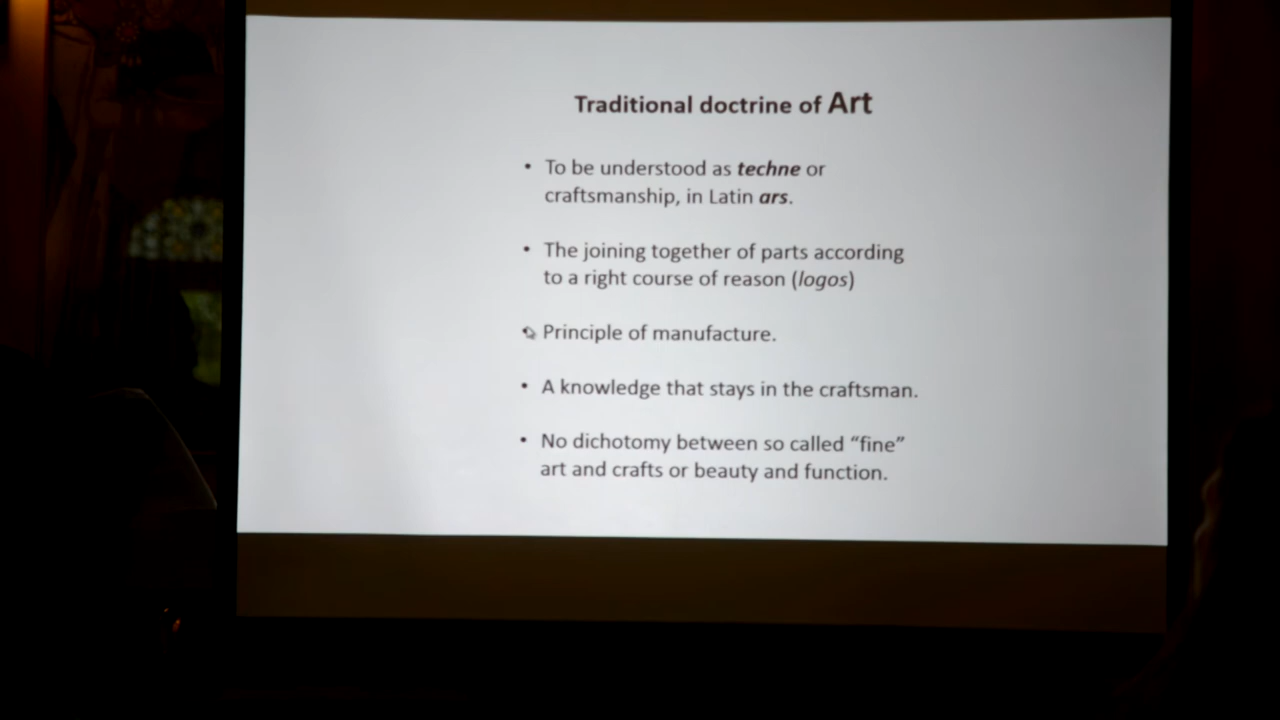 Traditional doctrine of Art
• To be understood as techne or
craftsmanship, in Latin ars.
• The joining together of parts according
to a right course of reason (logos)
Principle of manufacture.
• A knowledge that stays in the craftsman.
• No dichotomy between so called “fine”
art and crafts or beauty and function.